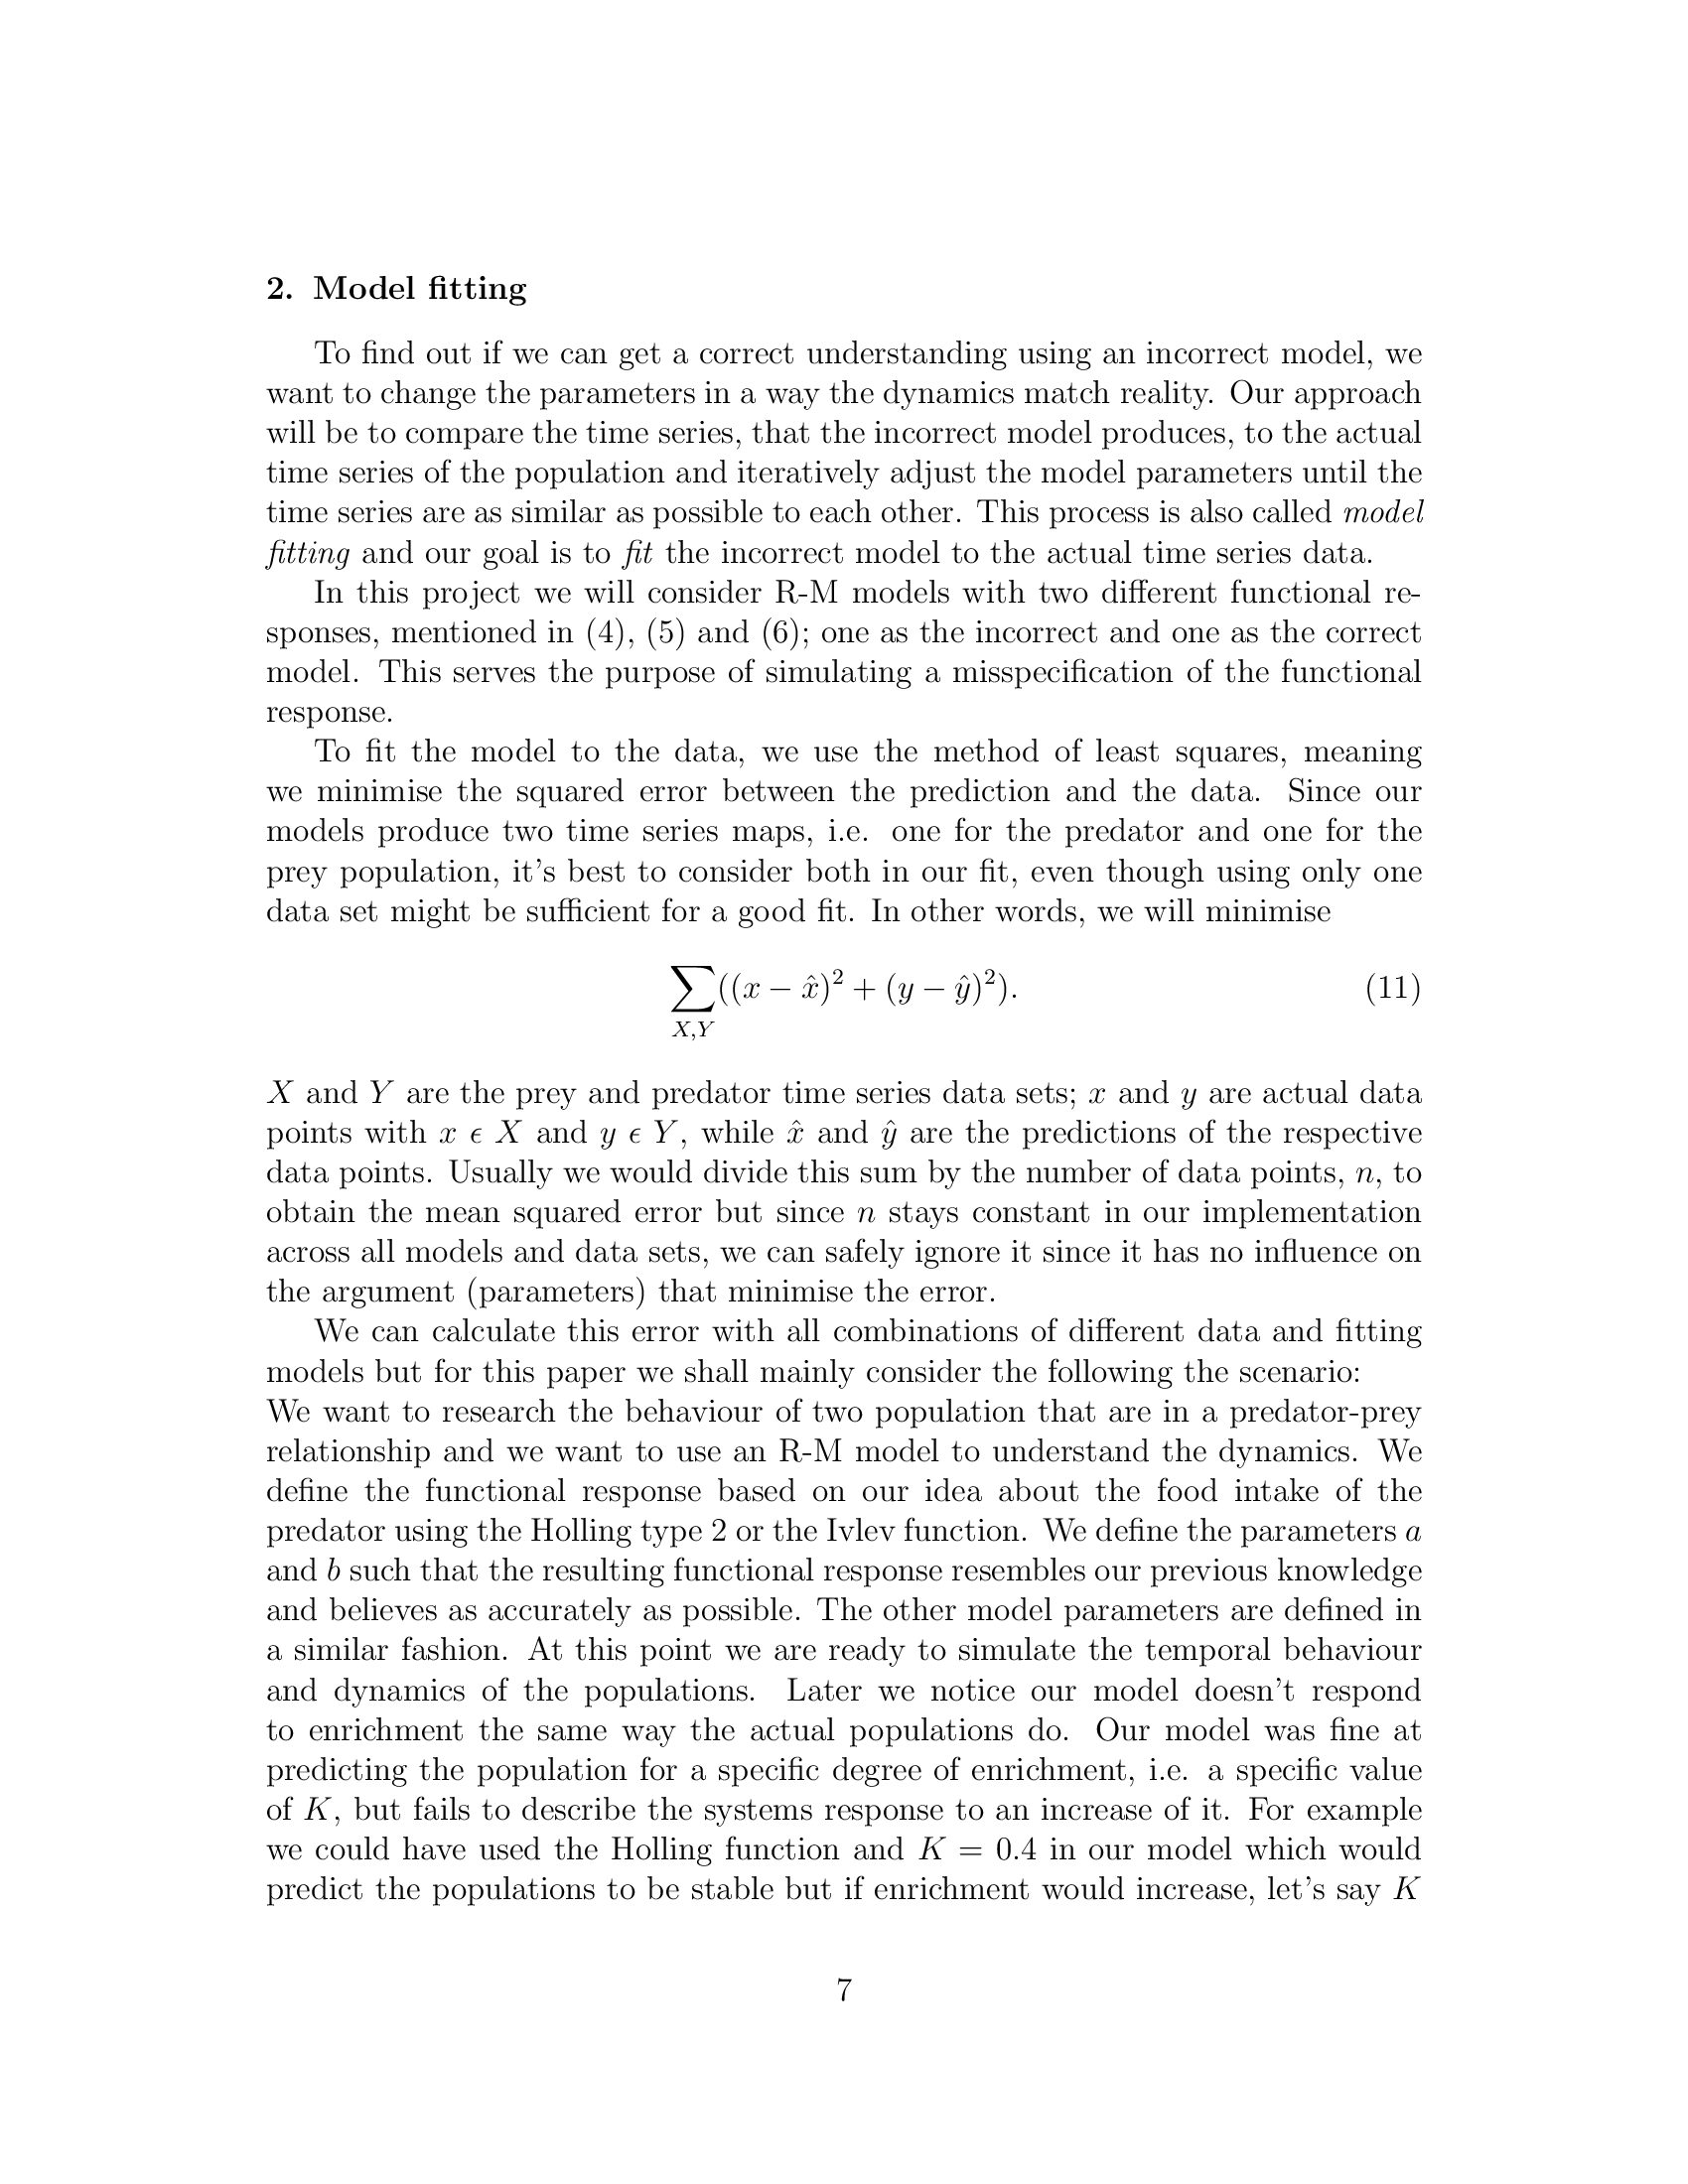 2. Model fitting
To find out if we can get a correct understanding using an incorrect model, we
want to change the parameters in a way the dynamics match reality. Our approach
will be to compare the time series, that the incorrect model produces, to the actual
time series of the population and iteratively adjust the model parameters until the
time series are as similar as possible to each other. This process is also called model
fitting and our goal is to fit the incorrect model to the actual time series data.
In this project we will consider R-M models with two different functional re-
sponses, mentioned in (4), (5) and (6); one as the incorrect and one as the correct
model. This serves the purpose of simulating a misspecification of the functional
response.
To fit the model to the data, we use the method of least squares, meaning
we minimise the squared error between the prediction and the data. Since our
models produce two time series maps, i.e. one for the predator and one for the
prey population, it's best to consider both in our fit, even though using only one
data set might be sufficient for a good fit. In other words, we will minimise
∑((x − x̂)² + (y − ŷ)²). (11)
X,Y
X and Y are the prey and predator time series data sets; x and y are actual data
points with x ϵ X and y ϵ Y, while x̂ and ŷ are the predictions of the respective
data points. Usually we would divide this sum by the number of data points, n, to
obtain the mean squared error but since n stays constant in our implementation
across all models and data sets, we can safely ignore it since it has no influence on
the argument (parameters) that minimise the error.
We can calculate this error with all combinations of different data and fitting
models but for this paper we shall mainly consider the following the scenario:
We want to research the behaviour of two population that are in a predator-prey
relationship and we want to use an R-M model to understand the dynamics. We
define the functional response based on our idea about the food intake of the
predator using the Holling type 2 or the Ivlev function. We define the parameters a
and b such that the resulting functional response resembles our previous knowledge
and believes as accurately as possible. The other model parameters are defined in
a similar fashion. At this point we are ready to simulate the temporal behaviour
and dynamics of the populations. Later we notice our model doesn't respond
to enrichment the same way the actual populations do. Our model was fine at
predicting the population for a specific degree of enrichment, i.e. a specific value
of K, but fails to describe the systems response to an increase of it. For example
we could have used the Holling function and K = 0.4 in our model which would
predict the populations to be stable but if enrichment would increase, let's say K
7